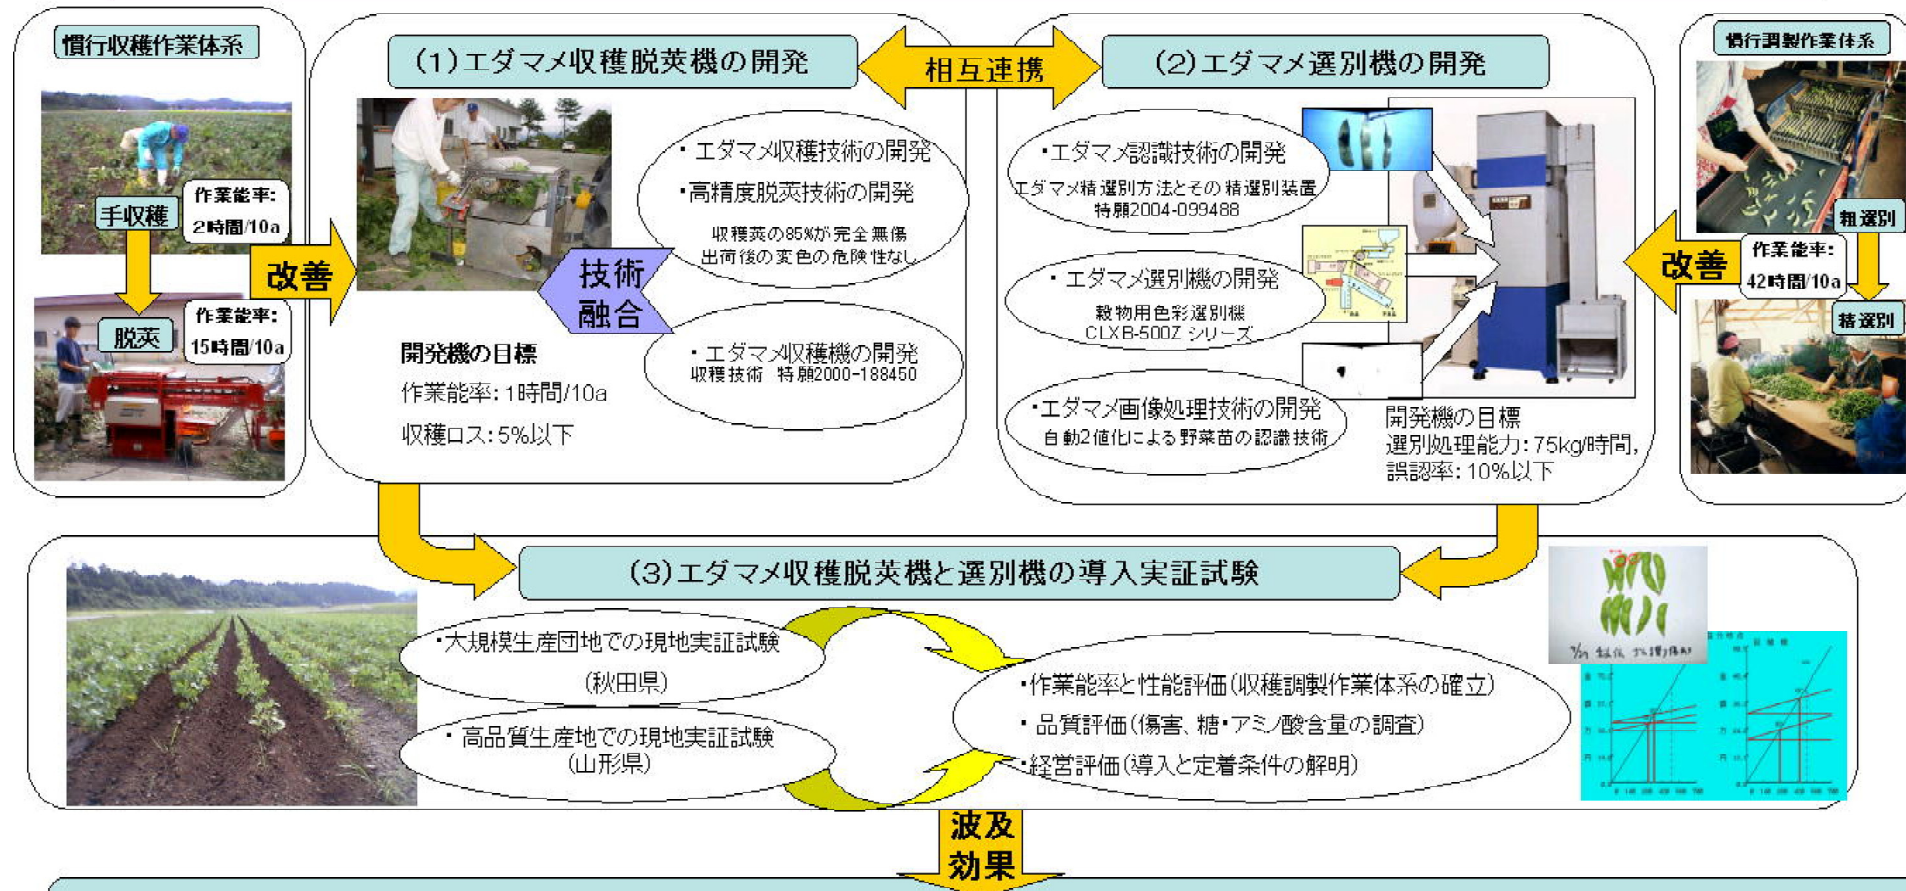 慣行収穫作業体系
手収穫
作業能率:
2時間/10a
脱莢
作業能率:
15時間/10a
改善
(1)エダマメ収穫脱莢機の開発
・エダマメ収穫技術の開発
・高精度脱莢技術の開発
収穫莢の85%が完全無傷
出荷後の変色の危険性なし
技術
融合
・エダマメ収穫機の開発
収穫技術 特願2000-188450
開発機の目標
作業能率:1時間/10a
収穫ロス:5%以下
相互連携
(2)エダマメ選別機の開発
・エダマメ認識技術の開発
エダマメ精選別方法とその精選別装置
特願2004-099488
・エダマメ選別機の開発
穀物用色彩選別機
CLXB-500Z シリーズ
・エダマメ画像処理技術の開発
自動2値化による野菜苗の認識技術
開発機の目標
選別処理能力:75kg/時間,
誤認率:10%以下
慣行調製作業体系
粗選別
作業能率:
42時間/10a
精選別
改善
(3)エダマメ収穫脱莢機と選別機の導入実証試験
・大規模生産団地での現地実証試験
(秋田県)
・高品質生産地での現地実証試験
(山形県)
・作業能率と性能評価(収穫調製作業体系の確立)
・品質評価(傷害、糖・アミノ酸含量の調査)
・経営評価(導入と定着条件の解明)
波及
効果